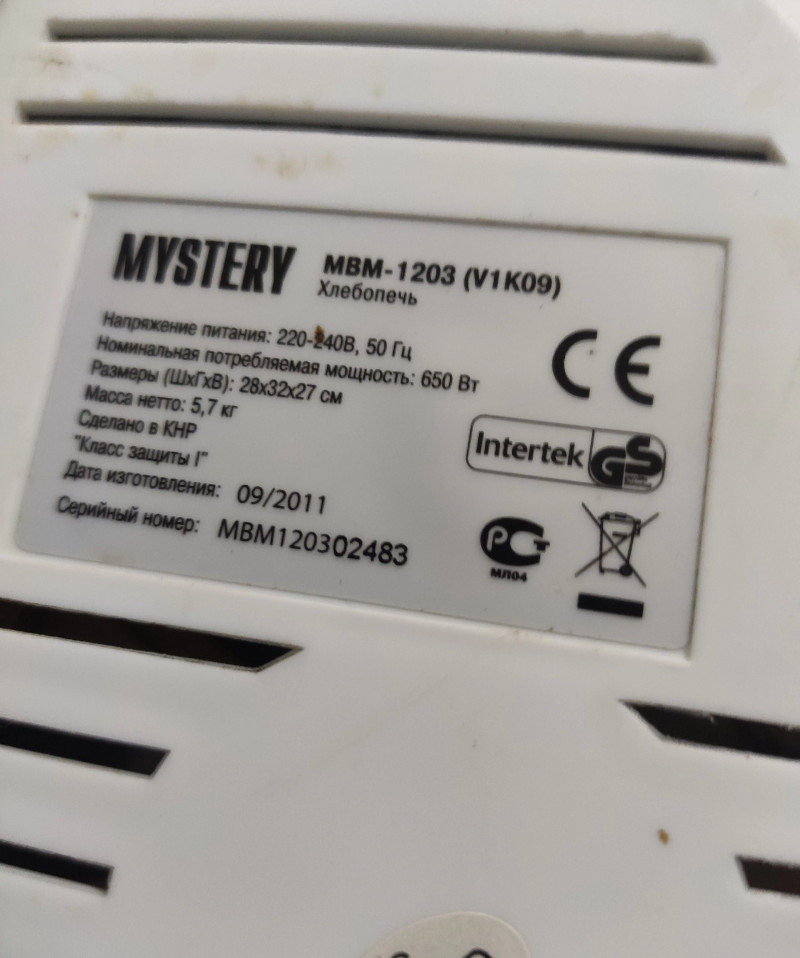 MYSTERY MBM-1203 (V1K09)
Хлебопечь
Напряжение питания: 220-240В, 50 Гц
Номинальная потребляемая мощность: 650 Вт
Размеры (ШхГхВ): 28х32х27 см
Масса нетто: 5,7 кг
Сделано в КНР
"Класс защиты I"
Дата изготовления: 09/2011
Серийный номер: MBM120302483
CE
Intertek GS
РС
МЛ04